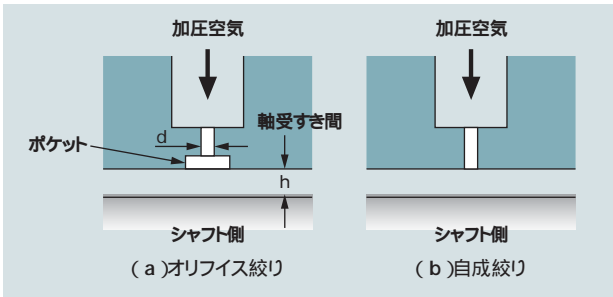 加圧空気
加圧空気
軸受すき間
d
ポケット
h
シャフト側
シャフト側
(a)オリフイス絞り
(b)自成絞り